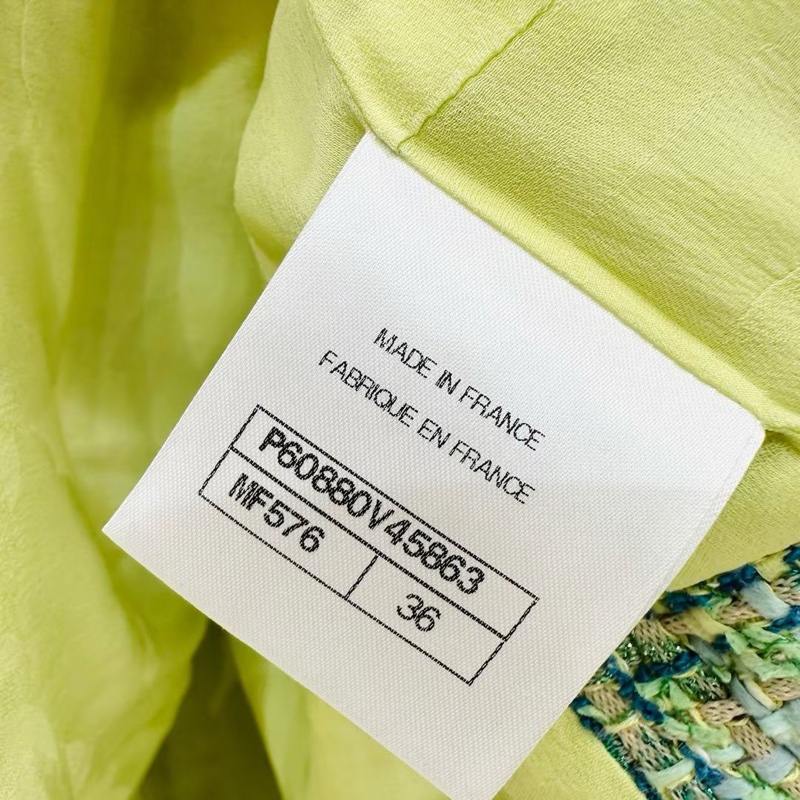 MADE IN FRANCE
FABRIQUE EN FRANCE
P60880V45863
MF576 36